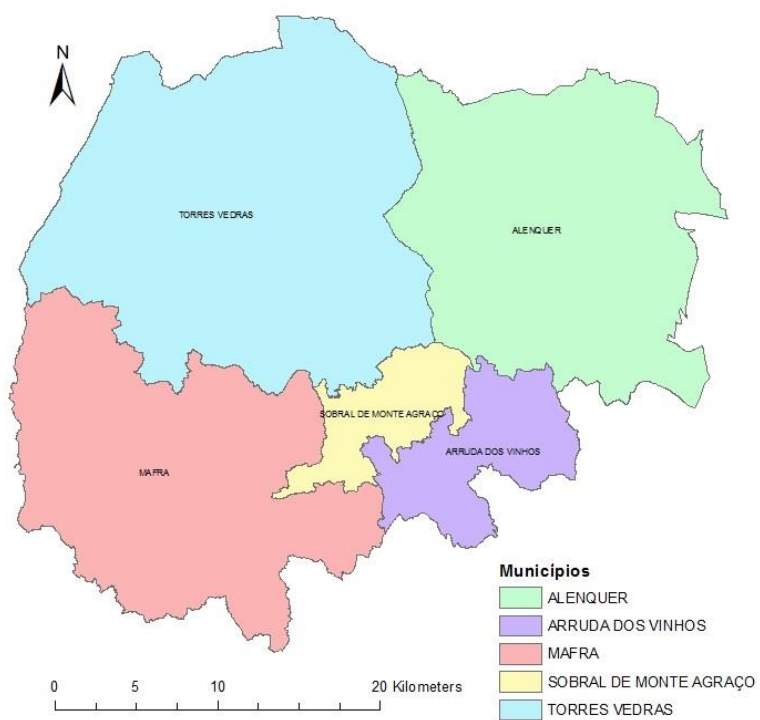 N
TORRES VEDRAS
ALENQUER
SOBRAL DE MONTE AGRAÇO
ARRUDA DOS VINHOS
MAFRA
Municípios
ALENQUER
ARRUDA DOS VINHOS
MAFRA
SOBRAL DE MONTE AGRAÇO
TORRES VEDRAS
0 5 10 20 Kilometers